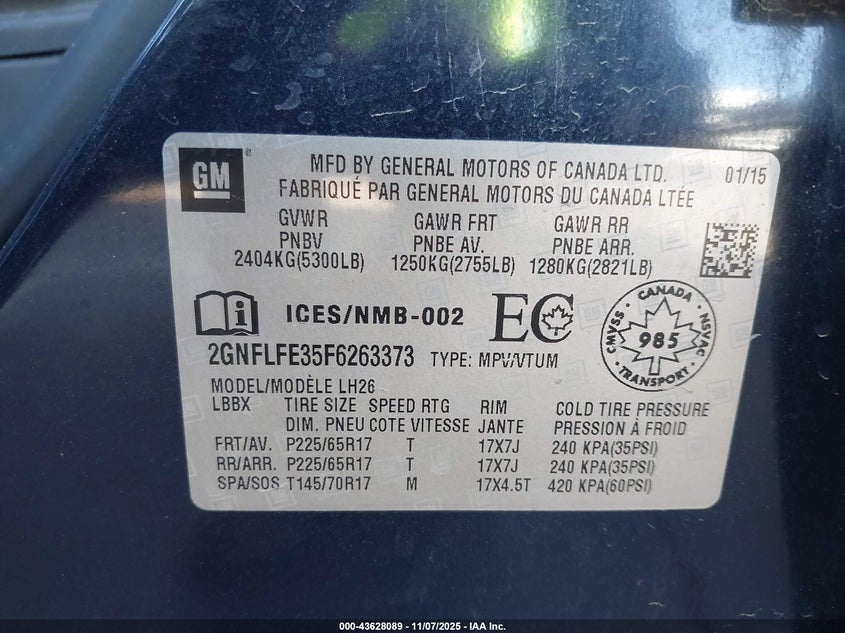 GM ® MFD BY GENERAL MOTORS OF CANADA LTD. 01/15
FABRIQUÉ PAR GENERAL MOTORS DU CANADA LTÉE
GVWR GAWR FRT GAWR RR
PNBV PNBE AV. PNBE ARR.
2404KG(5300LB) 1250KG(2755LB) 1280KG(2821LB)
i ICES/NMB-002 EC
CANADA
CMVSS 985 NSVAC
TRANSPORT
2GNFLFE35F6263373 TYPE: MPV/VTUM
MODEL/MODÈLE LH26
LBBX TIRE SIZE SPEED RTG RIM COLD TIRE PRESSURE
DIM. PNEU COTE VITESSE JANTE PRESSION À FROID
FRT/AV. P225/65R17 T 17X7J 240 KPA(35PSI)
RR/ARR. P225/65R17 T 17X7J 240 KPA(35PSI)
SPA/SOS T145/70R17 M 17X4.5T 420 KPA(60PSI)
000-43628089 - 11/07/2025 - IAA Inc.